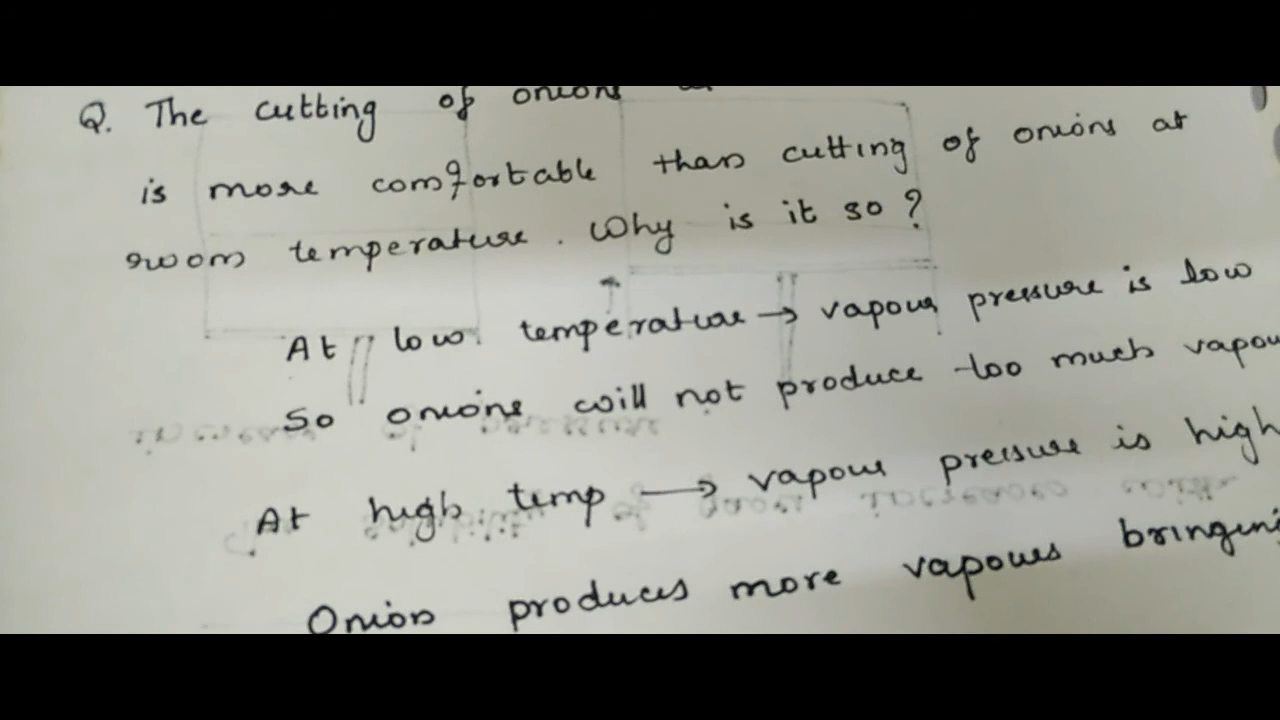 Q. The cutting of onions
is more comfortable than cutting of onions at
room temperature. Why is it so?
At low temperature → vapour pressure is low
So onions will not produce too much vapou
At high temp → vapour pressure is high
Onion produces more vapours bringin